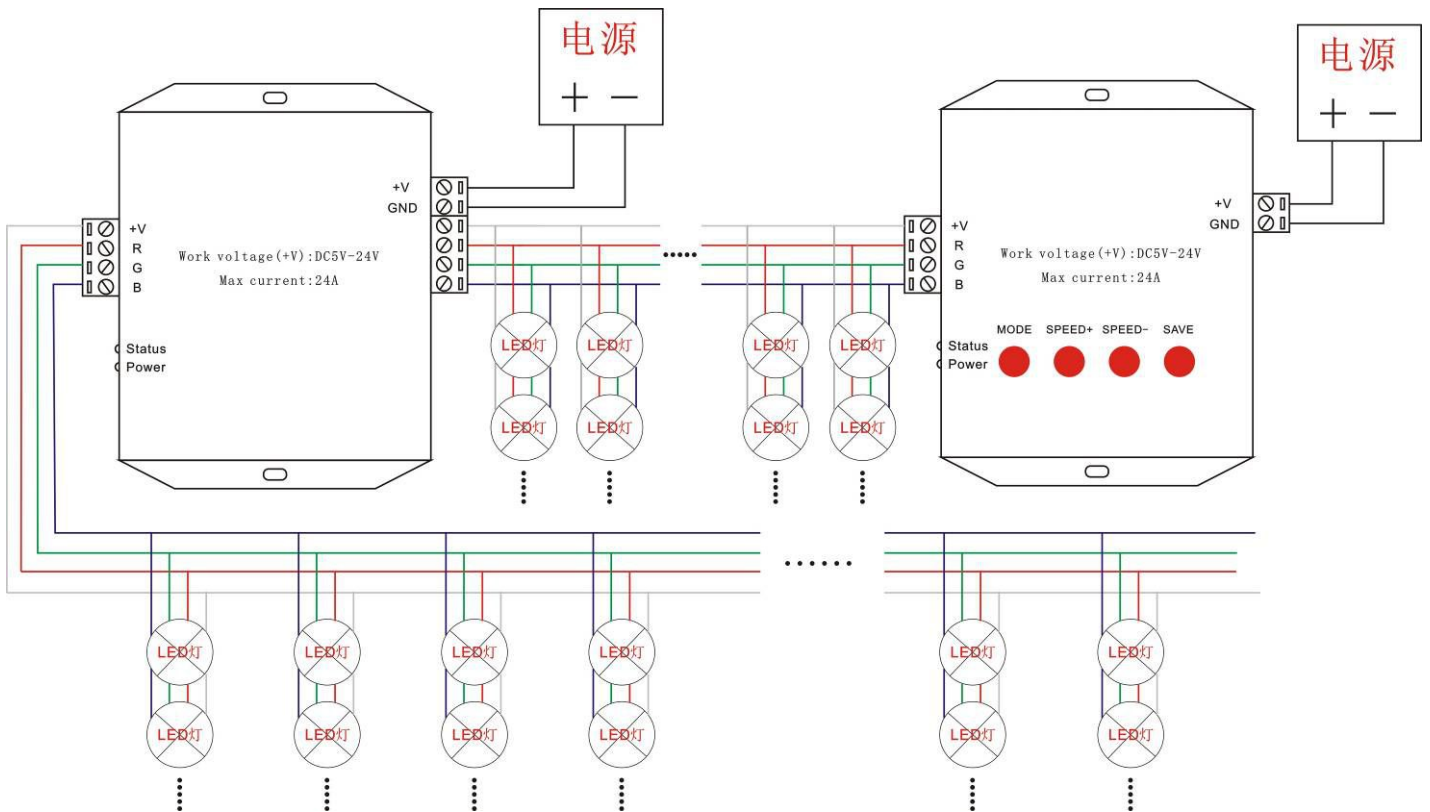 电源
+ −
+V
GND
+V
R
G
B
Work voltage(+V):DC5V-24V
Max current:24A
Status
Power
电源
+ −
+V
GND
+V
R
G
B
Work voltage(+V):DC5V-24V
Max current:24A
MODE SPEED+ SPEED- SAVE
Status
Power
LED灯 LED灯 LED灯 LED灯
LED灯 LED灯 LED灯 LED灯
LED灯 LED灯 LED灯 LED灯 LED灯 LED灯
LED灯 LED灯 LED灯 LED灯 LED灯 LED灯